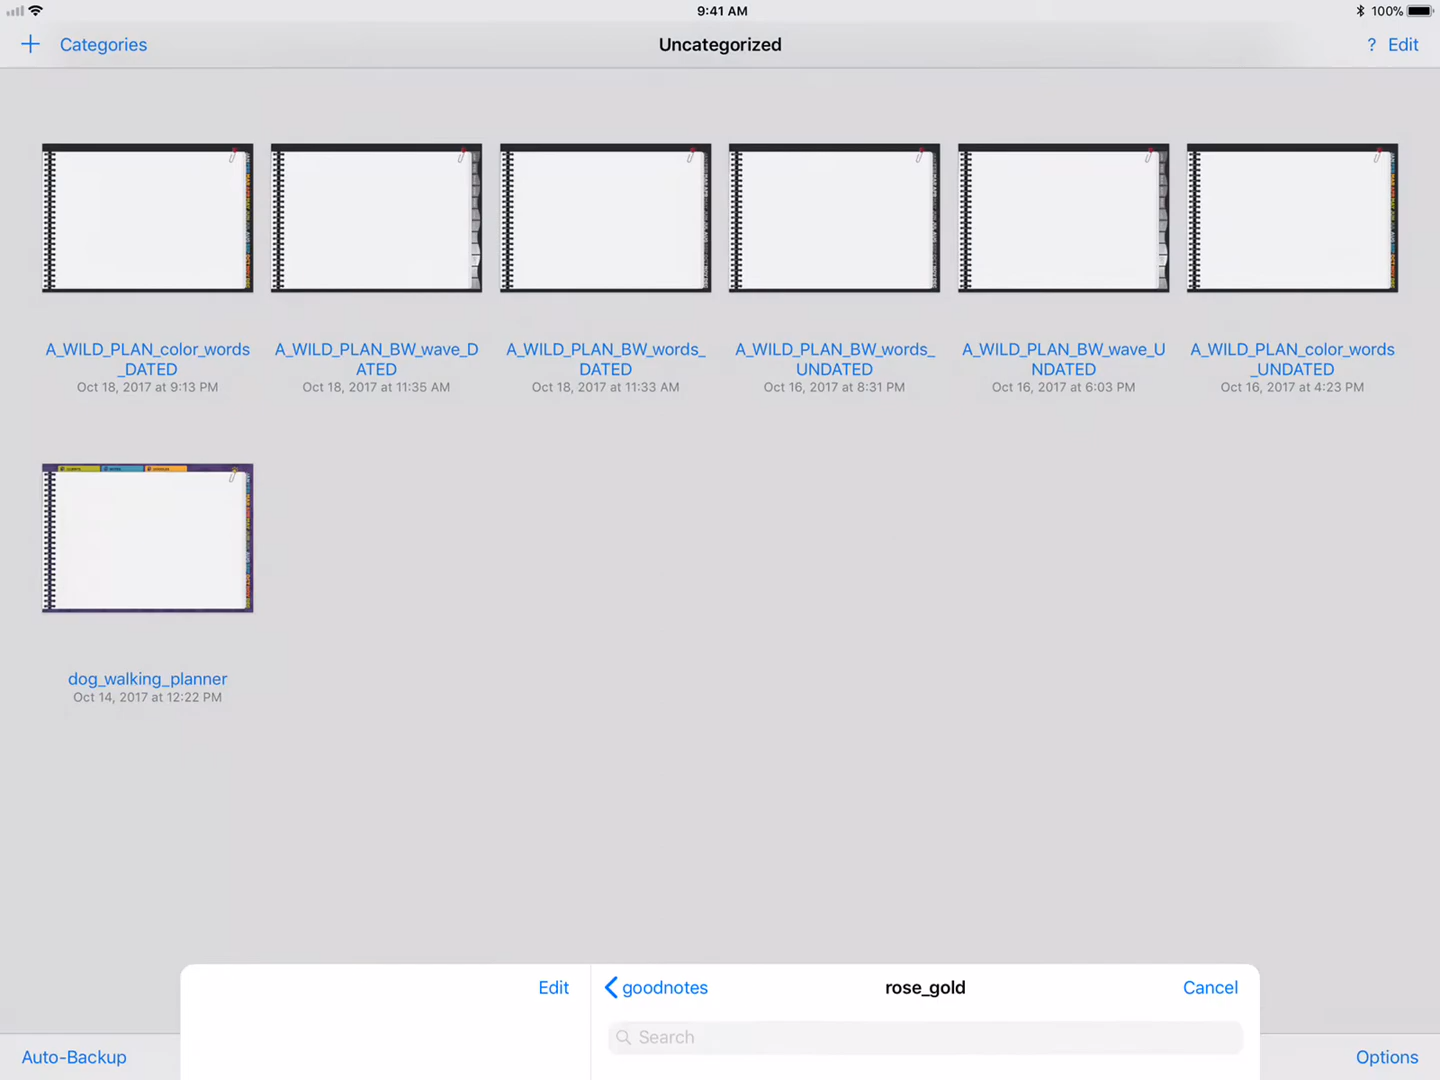 9:41 AM
100%
Categories
Uncategorized
? Edit
A_WILD_PLAN_color_words
_DATED
Oct 18, 2017 at 9:13 PM
A_WILD_PLAN_BW_wave_D
ATED
Oct 18, 2017 at 11:35 AM
A_WILD_PLAN_BW_words_
DATED
Oct 18, 2017 at 11:33 AM
A_WILD_PLAN_BW_words_
UNDATED
Oct 16, 2017 at 8:31 PM
A_WILD_PLAN_BW_wave_U
NDATED
Oct 16, 2017 at 6:03 PM
A_WILD_PLAN_color_words
_UNDATED
Oct 16, 2017 at 4:23 PM
dog_walking_planner
Oct 14, 2017 at 12:22 PM
Edit
goodnotes
rose_gold
Cancel
Search
Auto-Backup
Options